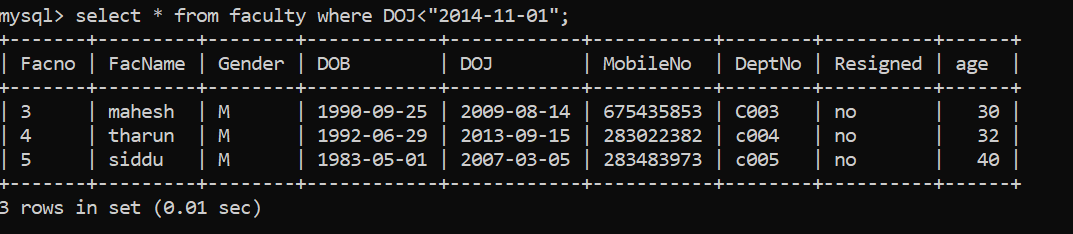 mysql> select * from faculty where DOJ<"2014-11-01";
+-------+---------+--------+------------+------------+-----------+--------+----------+------+
| Facno | FacName | Gender | DOB        | DOJ        | MobileNo  | DeptNo | Resigned | age  |
+-------+---------+--------+------------+------------+-----------+--------+----------+------+
| 3     | mahesh  | M      | 1990-09-25 | 2009-08-14 | 675435853 | C003   | no       |   30 |
| 4     | tharun  | M      | 1992-06-29 | 2013-09-15 | 283022382 | c004   | no       |   32 |
| 5     | siddu   | M      | 1983-05-01 | 2007-03-05 | 283483973 | c005   | no       |   40 |
+-------+---------+--------+------------+------------+-----------+--------+----------+------+
3 rows in set (0.01 sec)